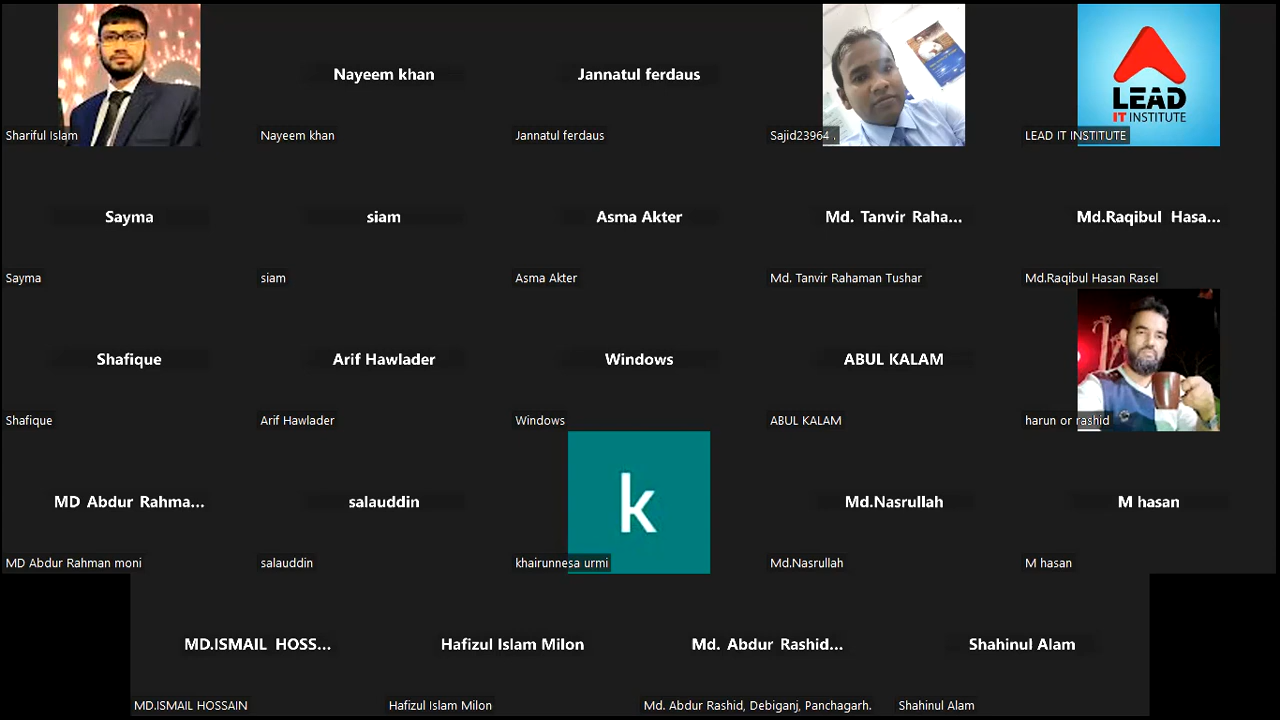 Shariful Islam
Nayeem khan
Nayeem khan
Jannatul ferdaus
Jannatul ferdaus
Sajid23964 .
LEAD
IT INSTITUTE
LEAD IT INSTITUTE
Sayma
Sayma
siam
siam
Asma Akter
Asma Akter
Md. Tanvir Raha...
Md. Tanvir Rahaman Tushar
Md.Raqibul Hasa...
Md.Raqibul Hasan Rasel
Shafique
Shafique
Arif Hawlader
Arif Hawlader
Windows
Windows
ABUL KALAM
ABUL KALAM
harun or rashid
MD Abdur Rahma...
MD Abdur Rahman moni
salauddin
salauddin
k
khairunnesa urmi
Md.Nasrullah
Md.Nasrullah
M hasan
M hasan
MD.ISMAIL HOSS...
MD.ISMAIL HOSSAIN
Hafizul Islam Milon
Hafizul Islam Milon
Md. Abdur Rashid...
Md. Abdur Rashid, Debiganj, Panchagarh.
Shahinul Alam
Shahinul Alam